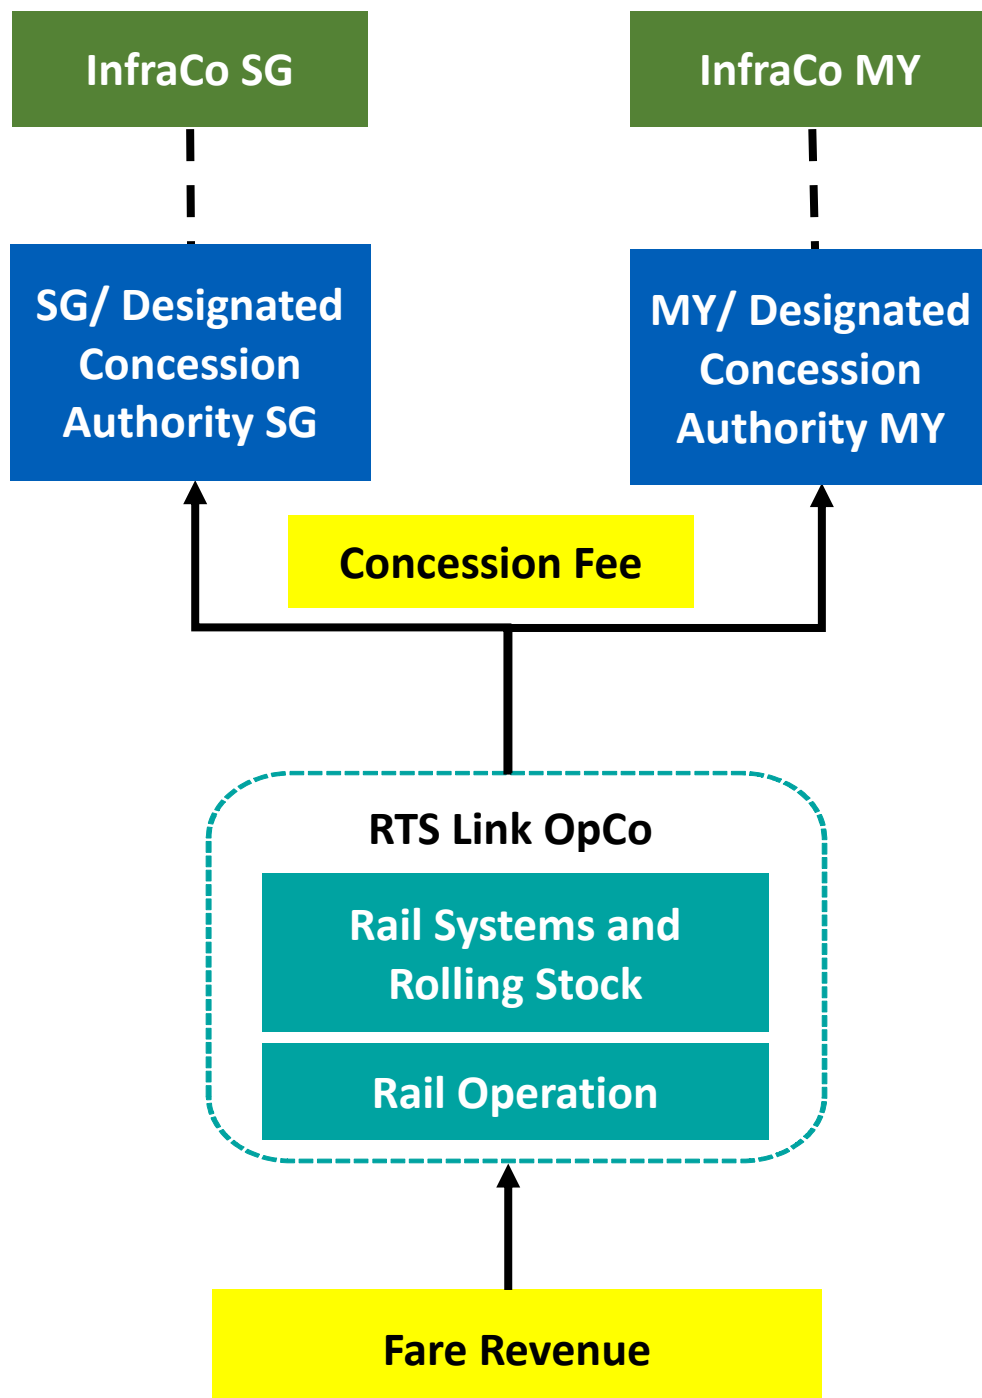 InfraCo SG
InfraCo MY
SG/ Designated
Concession
Authority SG
MY/ Designated
Concession
Authority MY
Concession Fee
RTS Link OpCo
Rail Systems and
Rolling Stock
Rail Operation
Fare Revenue